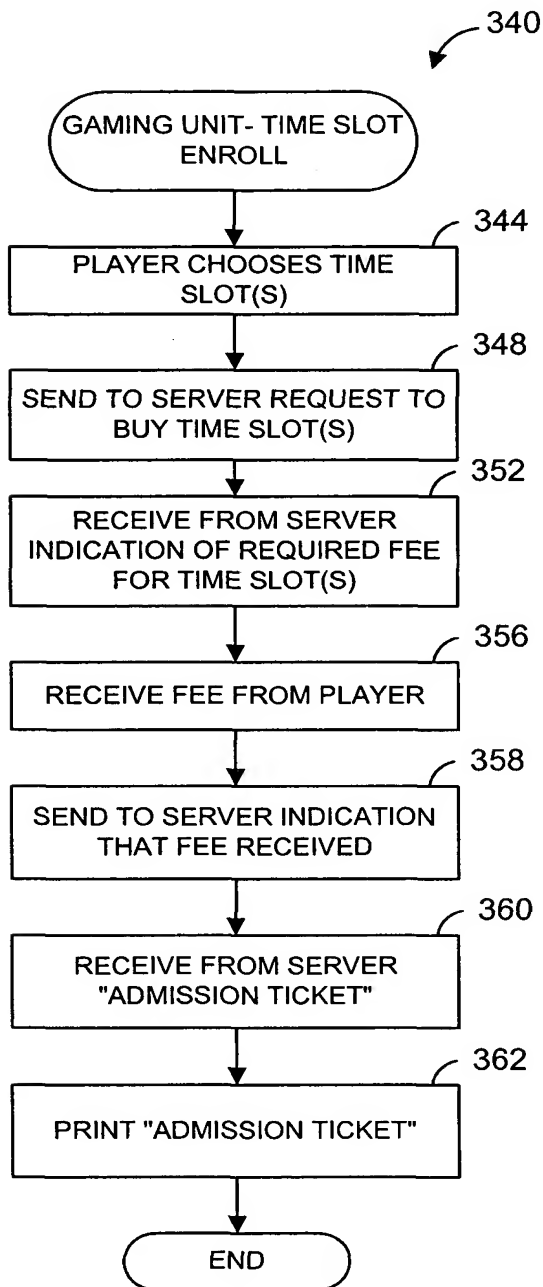 340
GAMING UNIT- TIME SLOT
ENROLL
344
PLAYER CHOOSES TIME
SLOT(S)
348
SEND TO SERVER REQUEST TO
BUY TIME SLOT(S)
352
RECEIVE FROM SERVER
INDICATION OF REQUIRED FEE
FOR TIME SLOT(S)
356
RECEIVE FEE FROM PLAYER
358
SEND TO SERVER INDICATION
THAT FEE RECEIVED
360
RECEIVE FROM SERVER
"ADMISSION TICKET"
362
PRINT "ADMISSION TICKET"
END